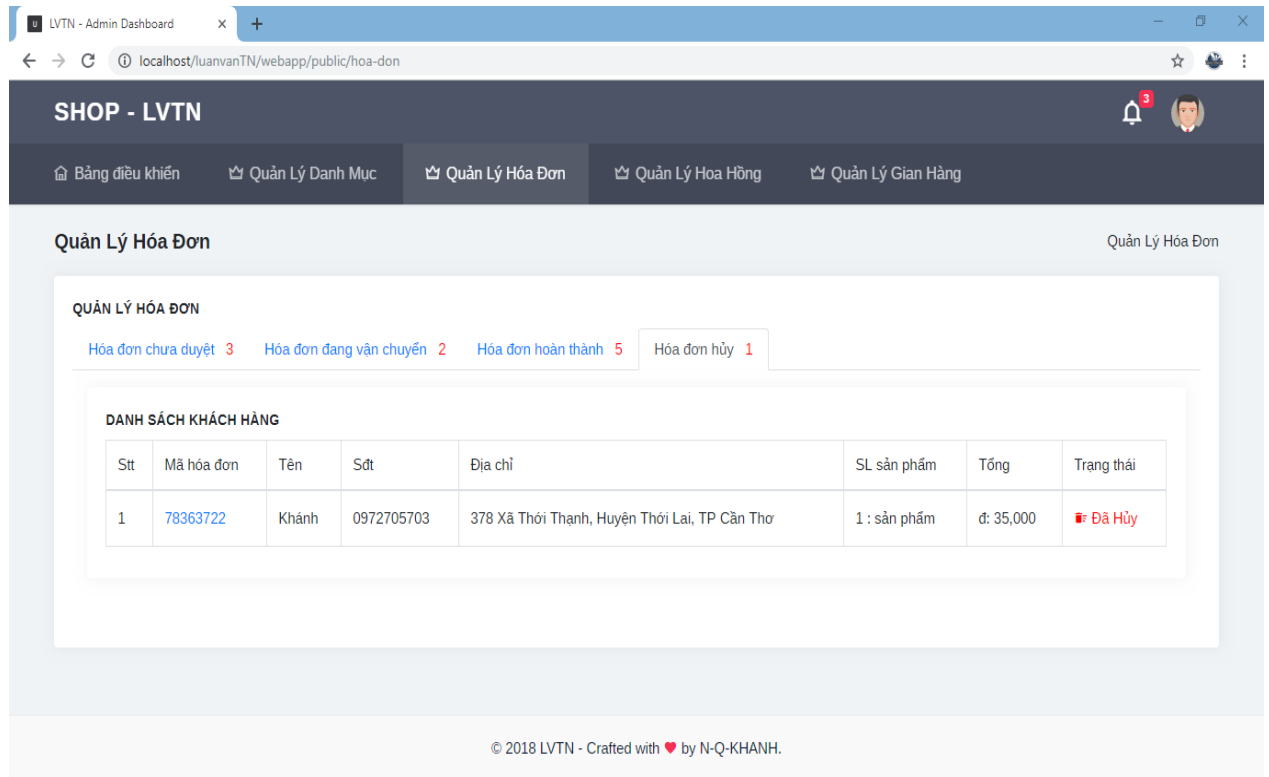 LVTN - Admin Dashboard
localhost/luanvanTN/webapp/public/hoa-don
SHOP - LVTN 3
Bảng điều khiển Quản Lý Danh Mục Quản Lý Hóa Đơn Quản Lý Hoa Hồng Quản Lý Gian Hàng
Quản Lý Hóa Đơn Quản Lý Hóa Đơn
QUẢN LÝ HÓA ĐƠN
Hóa đơn chưa duyệt 3 Hóa đơn đang vận chuyển 2 Hóa đơn hoàn thành 5 Hóa đơn hủy 1
DANH SÁCH KHÁCH HÀNG
Stt Mã hóa đơn Tên Sđt Địa chỉ SL sản phẩm Tổng Trạng thái
1 78363722 Khánh 0972705703 378 Xã Thới Thạnh, Huyện Thới Lai, TP Cần Thơ 1 : sản phẩm đ: 35,000 Đã Hủy
© 2018 LVTN - Crafted with ♥ by N-Q-KHANH.